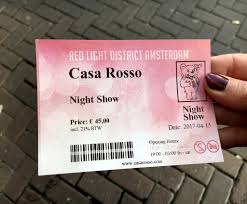 RED LIGHT DISTRICT AMSTERDAM
Casa Rosso
Night Show
Price: € 45,00
incl. 21% BTW
Night
Show
Date: 2017-04-15
Opening hours: